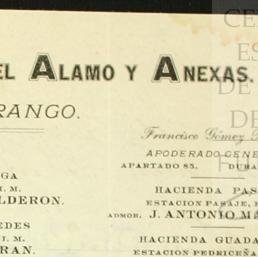 EL ALAMO Y ANEXAS.
RANGO.
Francisco Gómez
APODERADO GENE
APARTADO 85. DURA
GA
I. M.
LDERON.
HACIENDA PAS
ESTACION PASAJE,
ADMOR. J. ANTONIO MA
EDES
I. M.
RAN.
HACIENDA GUADA
ESTACION PEDRICEÑA